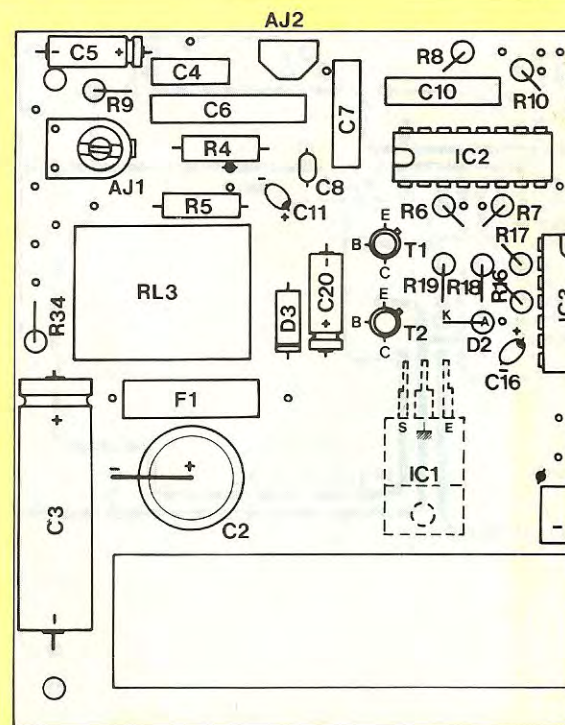 AJ2
- C5 +
C4
R8
R10
R9
C6
C7
C10
R4
IC2
AJ1
C8
- C11 +
R5
R6
R7
E
B T1
C
R17
RL3
R19
R18
R16
D3
+ C20 -
E
B T2
C
K A
D2
+
-
C16
R34
F1
S E
IC1
+
C3
-
- +
C2
-